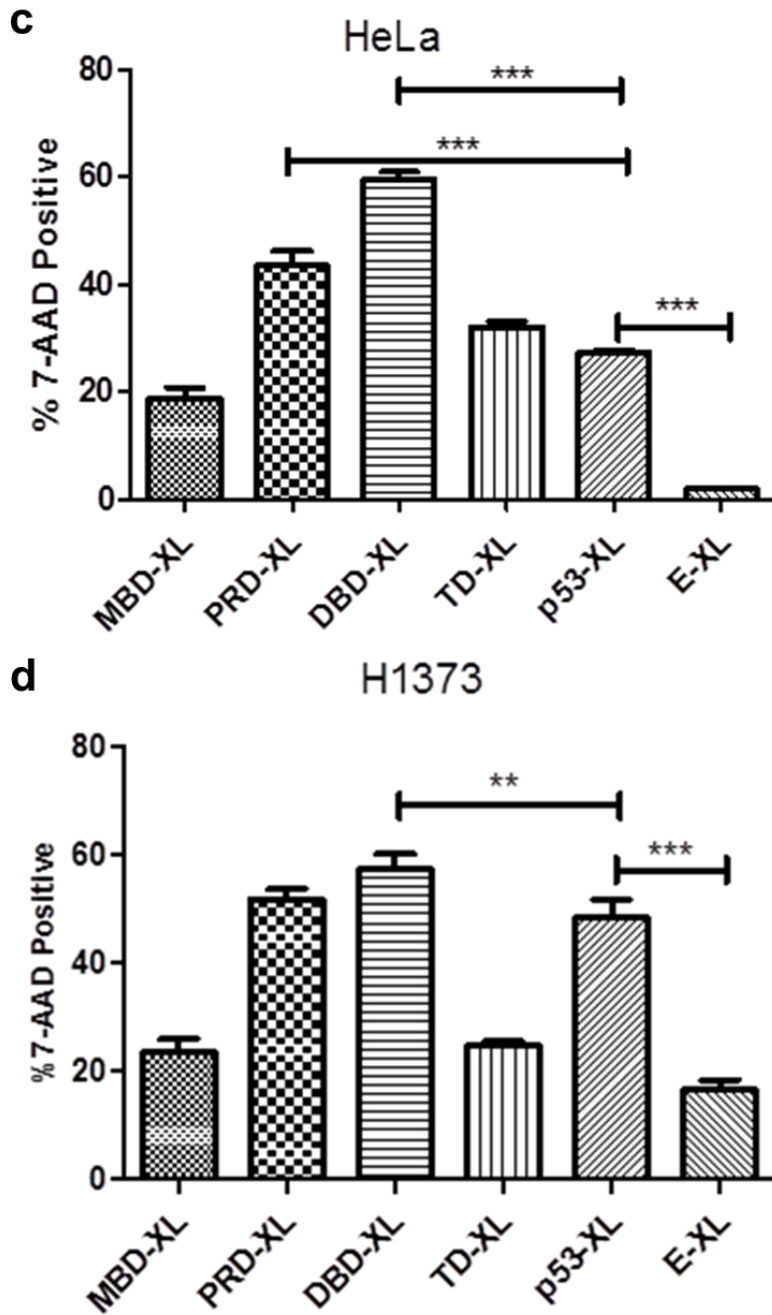 c
HeLa
80
60
40
20
0
% 7-AAD Positive
***
***
***
MBD-XL
PRD-XL
DBD-XL
TD-XL
p53-XL
E-XL
d
H1373
80
60
40
20
0
% 7-AAD Positive
**
***
MBD-XL
PRD-XL
DBD-XL
TD-XL
p53-XL
E-XL